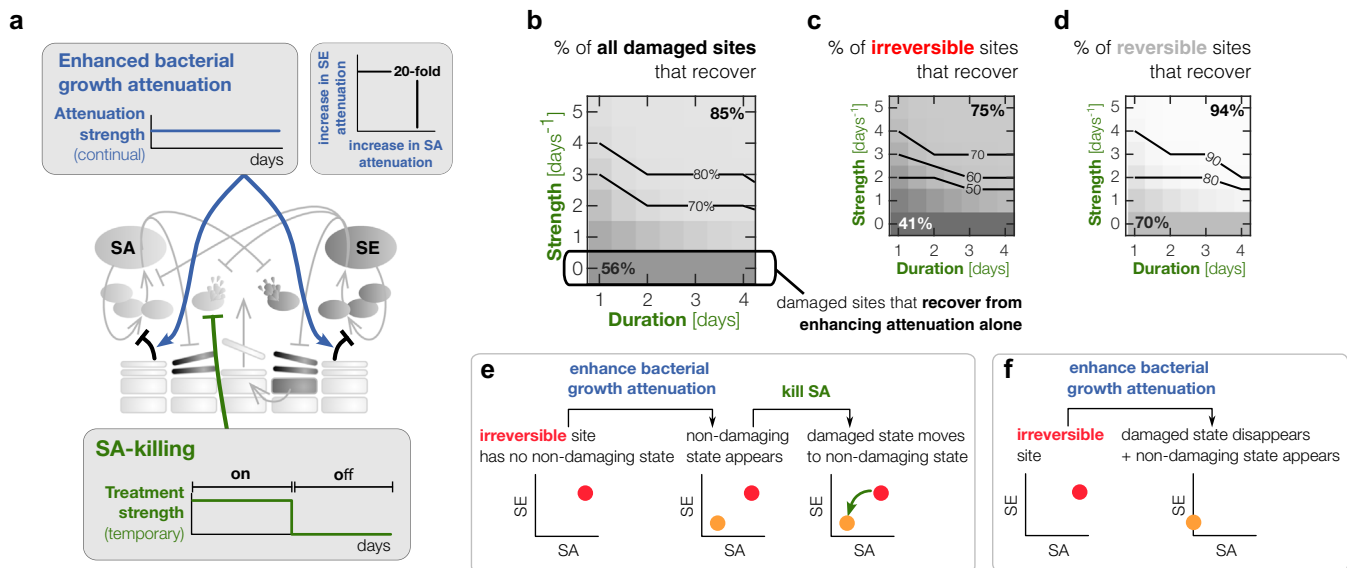 a
Enhanced bacterial
growth attenuation
Attenuation
strength
(continual)
days
increase in SE
attenuation
20-fold
increase in SA
attenuation
SA
SE
SA-killing
on
off
Treatment
strength
(temporary)
days
b
% of all damaged sites
that recover
Strength [days⁻¹]
5
4
3
2
1
0
85%
80%
70%
56%
1 2 3 4
Duration [days]
damaged sites that recover from
enhancing attenuation alone
c
% of irreversible sites
that recover
Strength [days⁻¹]
5
4
3
2
1
0
75%
70
60
50
41%
1 2 3 4
Duration [days]
d
% of reversible sites
that recover
Strength [days⁻¹]
5
4
3
2
1
0
94%
90
80
70%
1 2 3 4
Duration [days]
e
enhance bacterial
growth attenuation
kill SA
irreversible site
has no non-damaging state
non-damaging
state appears
damaged state moves
to non-damaging state
SE
SA
SE
SA
SE
SA
f
enhance bacterial
growth attenuation
irreversible
site
damaged state disappears
+ non-damaging state appears
SE
SA
SE
SA